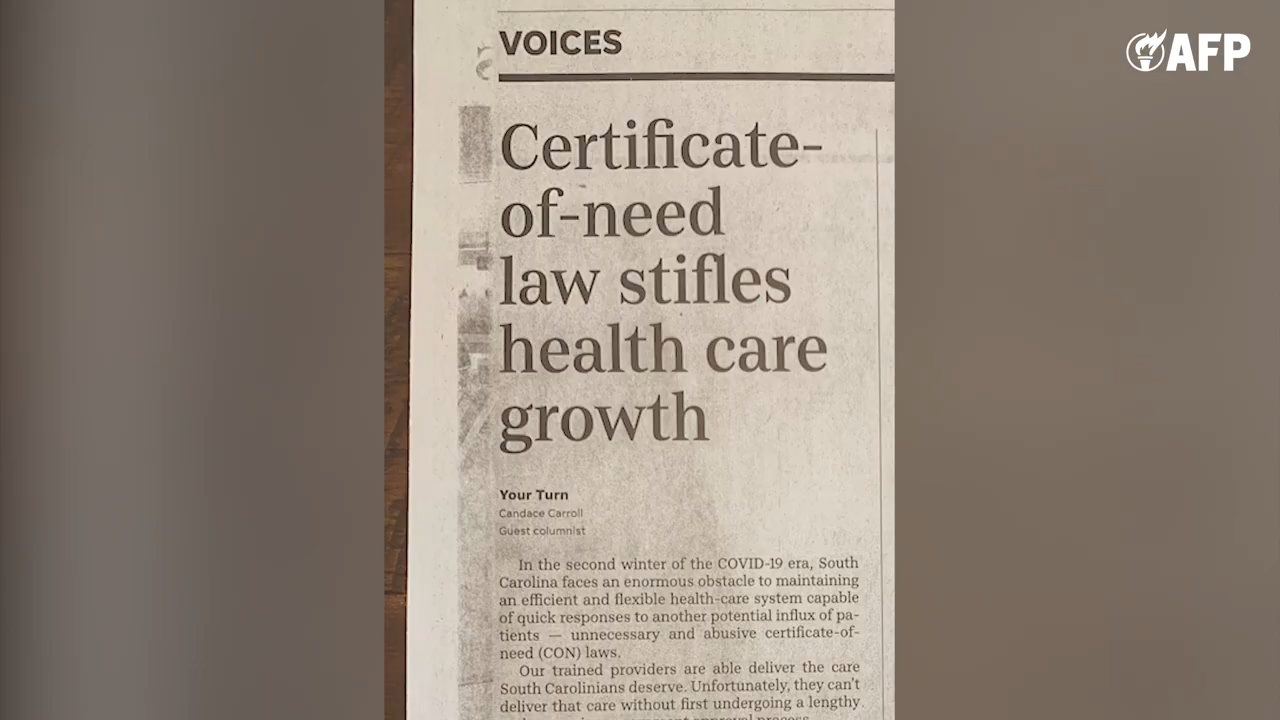 AFP
VOICES
Certificate-
of-need
law stifles
health care
growth
Your Turn
Candace Carroll
Guest columnist
In the second winter of the COVID-19 era, South
Carolina faces an enormous obstacle to maintaining
an efficient and flexible health-care system capable
of quick responses to another potential influx of pa-
tients — unnecessary and abusive certificate-of-
need (CON) laws.
Our trained providers are able deliver the care
South Carolinians deserve. Unfortunately, they can't
deliver that care without first undergoing a lengthy
approval process